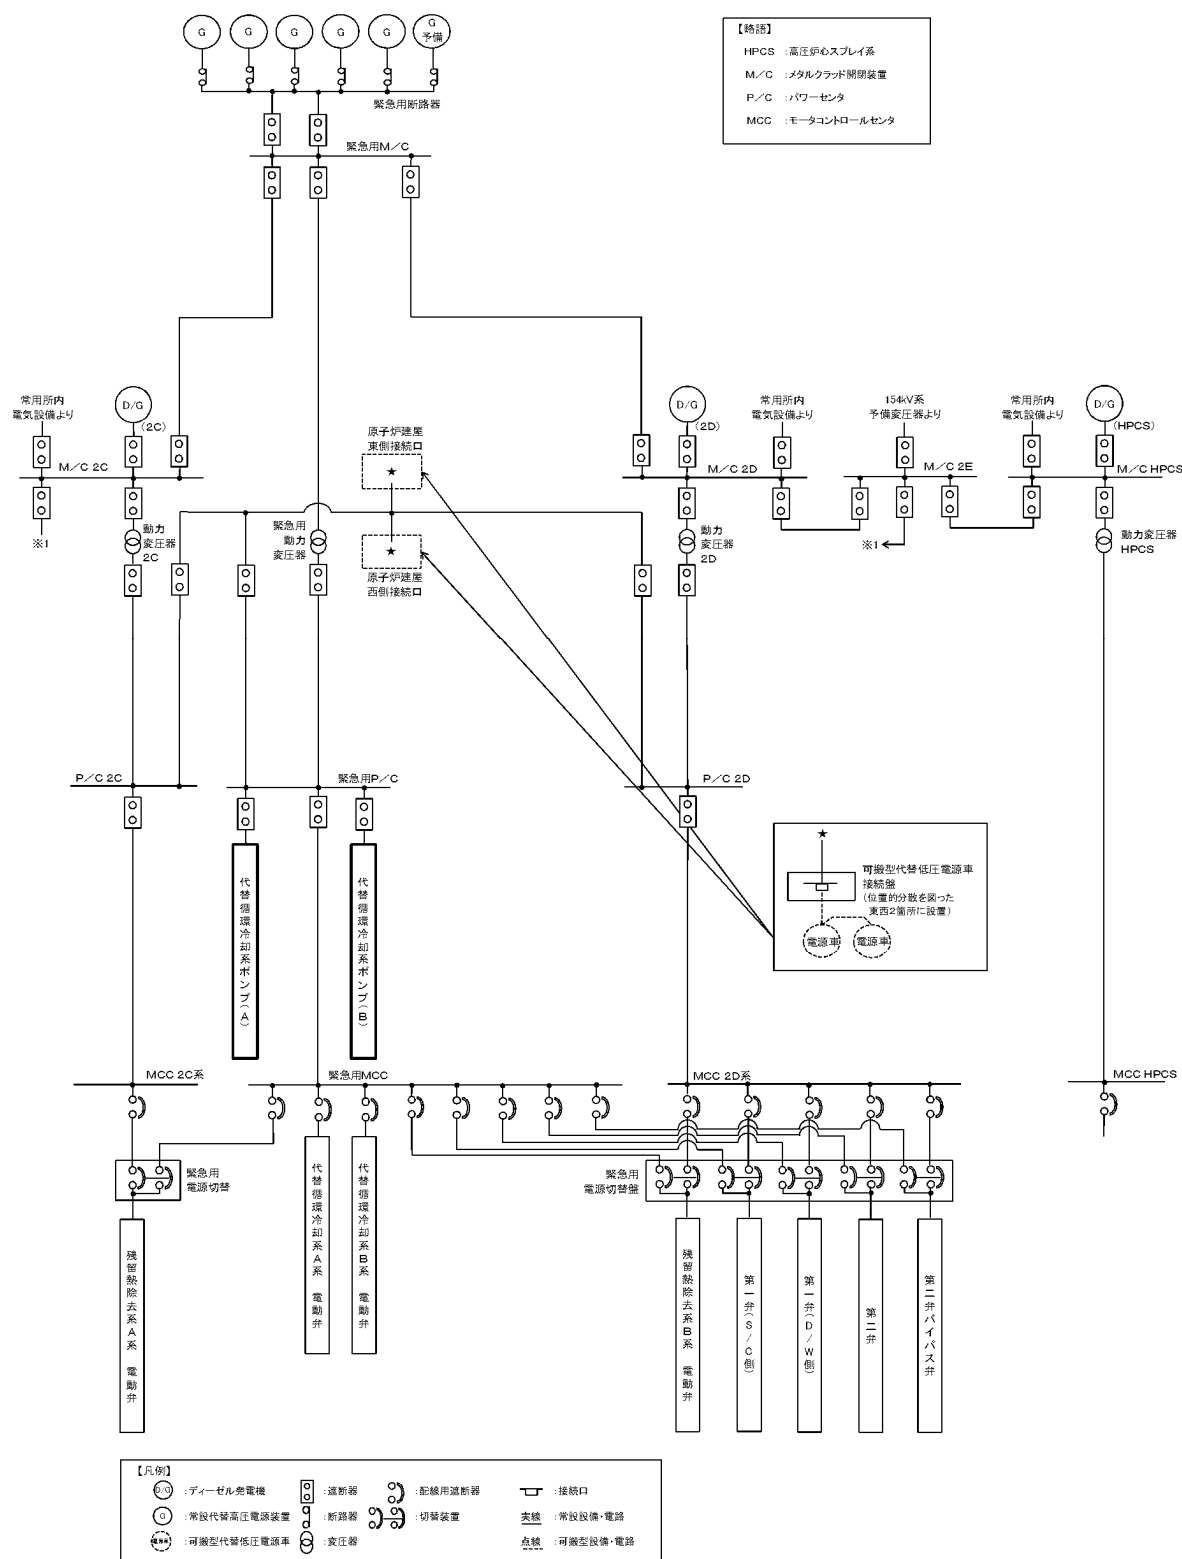 G
G
G
G
G
G
予備
緊急用断路器
緊急用M/C
【略語】
HPCS :高圧炉心スプレイ系
M/C :メタルクラッド開閉装置
P/C :パワーセンタ
MCC :モータコントロールセンタ
常用所内
電気設備より
D/G
(2C)
M/C 2C
※1
動力
変圧器
2C
原子炉建屋
東側接続口
★
緊急用
動力
変圧器
★
原子炉建屋
西側接続口
D/G
(2D)
M/C 2D
動力
変圧器
2D
常用所内
電気設備より
154kV系
予備変圧器より
M/C 2E
※1
常用所内
電気設備より
D/G
(HPCS)
M/C HPCS
動力変圧器
HPCS
P/C 2C
緊急用P/C
P/C 2D
代替循環冷却系ポンプ(A)
代替循環冷却系ポンプ(B)
★
可搬型代替低圧電源車
接続盤
(位置的分散を図った
東西2箇所に設置)
電源車
電源車
MCC 2C系
緊急用MCC
MCC 2D系
MCC HPCS
緊急用
電源切替
緊急用
電源切替盤
残留熱除去系A系 電動弁
代替循環冷却系A系 電動弁
代替循環冷却系B系 電動弁
残留熱除去系B系 電動弁
第一弁(S/C側)
第一弁(D/W側)
第二弁
第二弁バイパス弁
【凡例】
D/G :ディーゼル発電機
:遮断器
:配線用遮断器
:接続口
G :常設代替高圧電源装置
:断路器
:切替装置
実線 :常設設備・電路
電源車 :可搬型代替低圧電源車
:変圧器
点線 :可搬型設備・電路